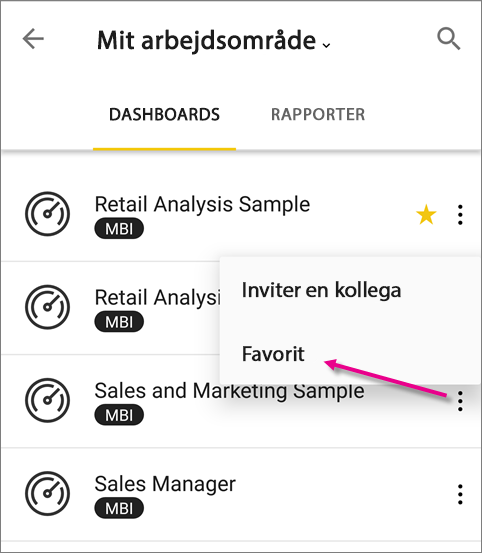 Mit arbejdsområde
DASHBOARDS
RAPPORTER
Retail Analysis Sample
MBI
Inviter en kollega
Retail Analysi
MBI
Favorit
Sales and Marketing Sample
MBI
Sales Manager
MBI